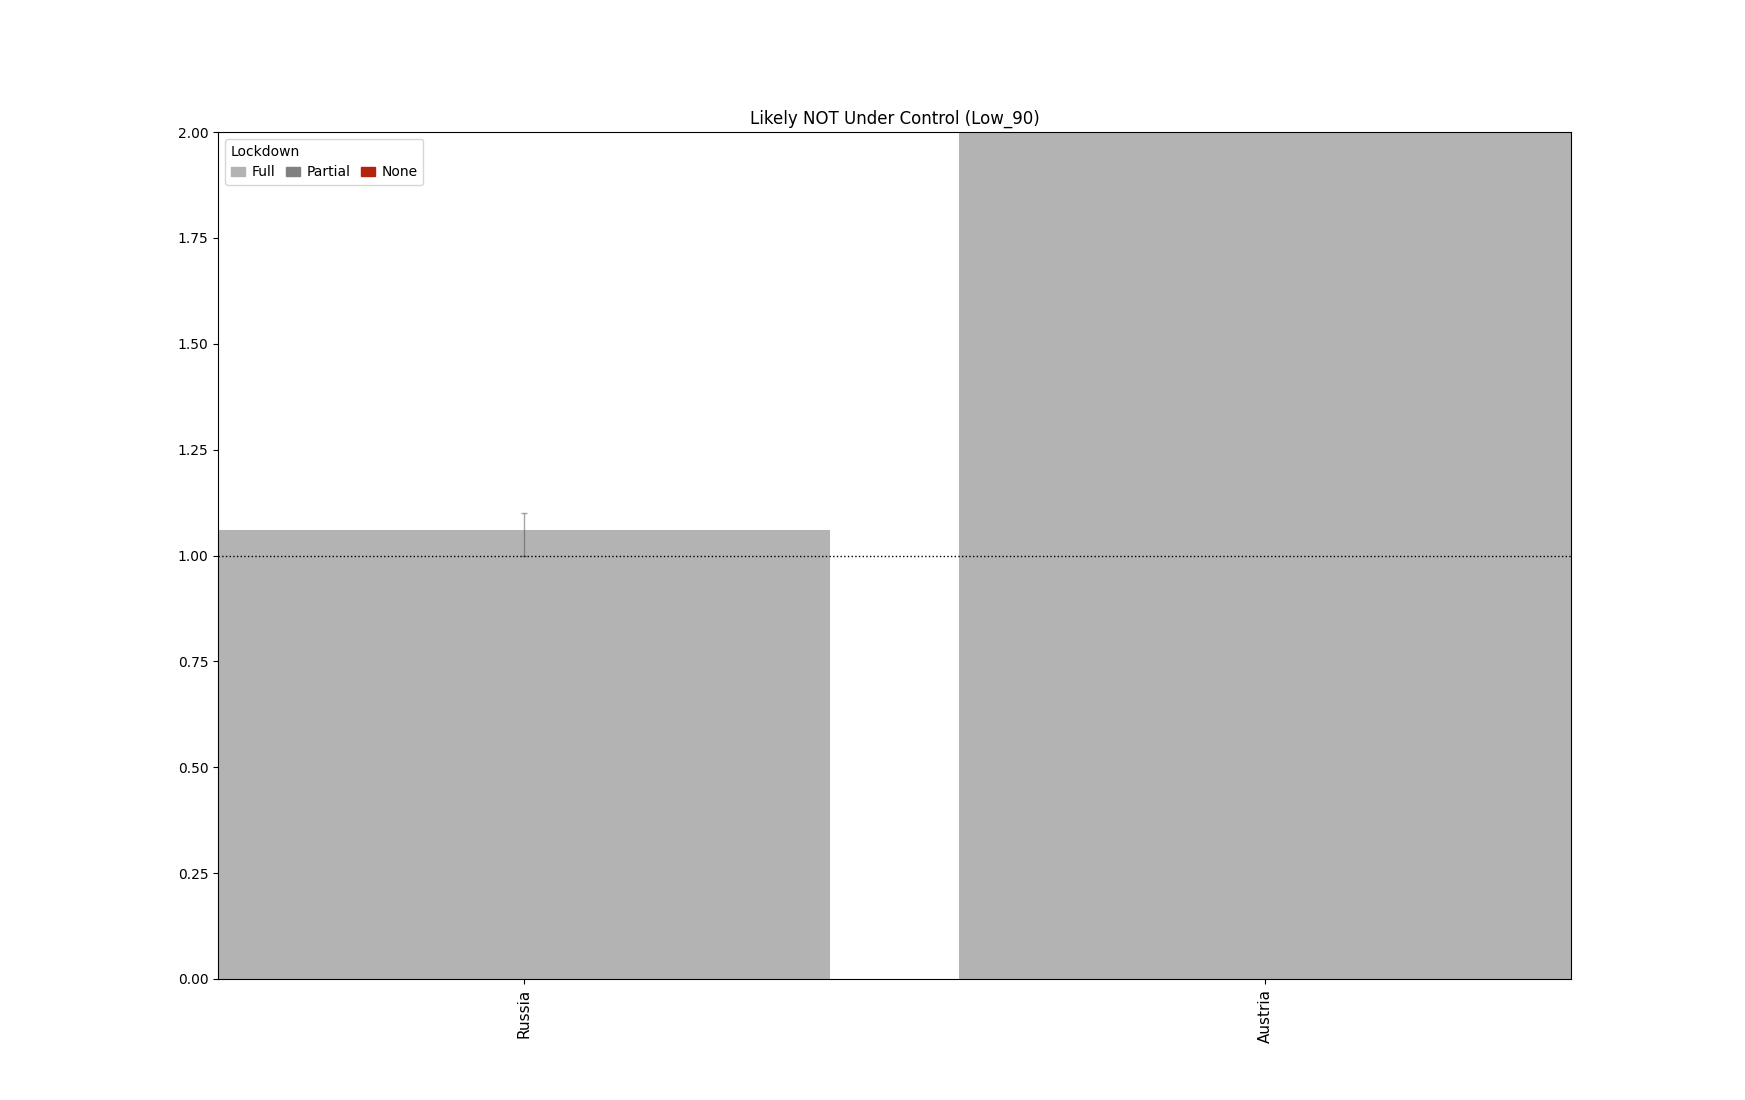 Likely NOT Under Control (Low_90)
Lockdown
Full Partial None
2.00
1.75
1.50
1.25
1.00
0.75
0.50
0.25
0.00
Russia
Austria